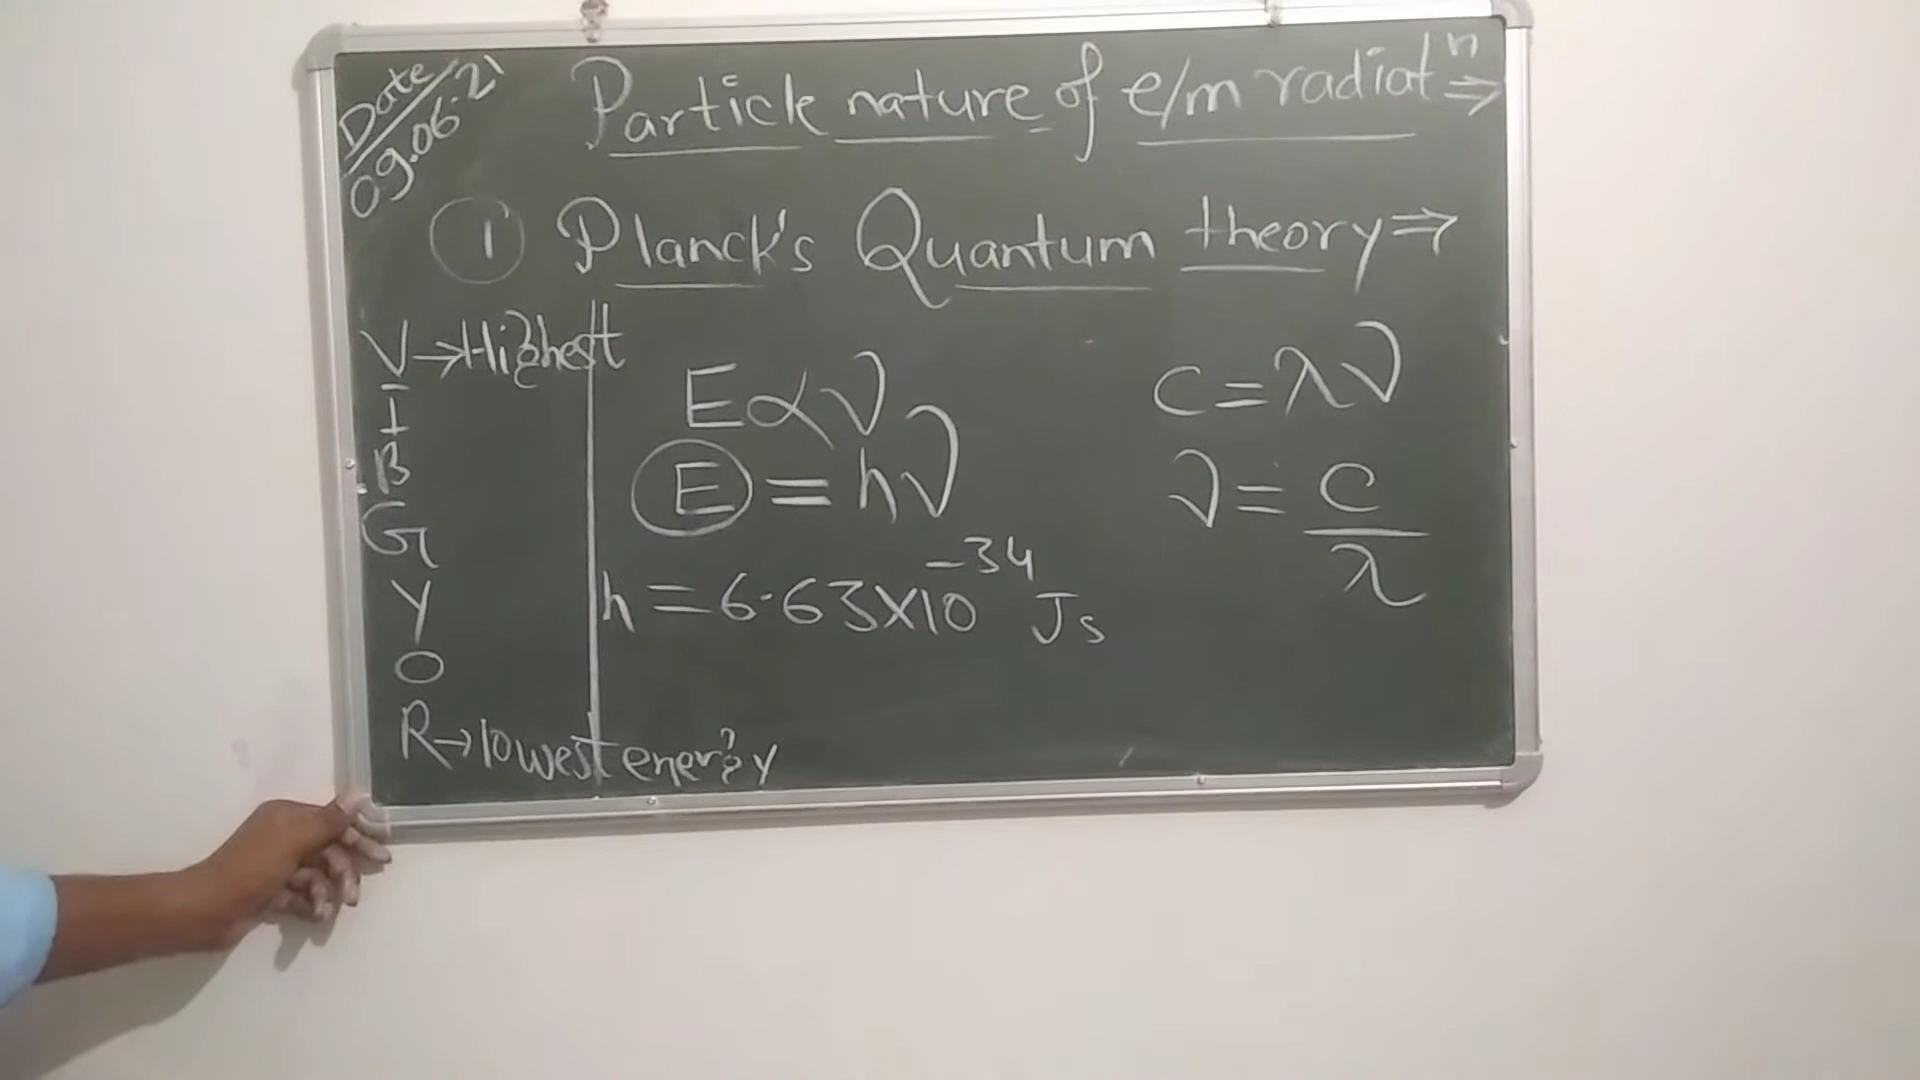 Date
09.06.21
Particle nature of e/m radiatⁿ ⇒
① Planck's Quantum theory ⇒
V → Highest
I
B
G
Y
O
R → lowest energy
E ∝ ν
E = hν
h = 6.63×10⁻³⁴ Js
c = λν
ν = c/λ